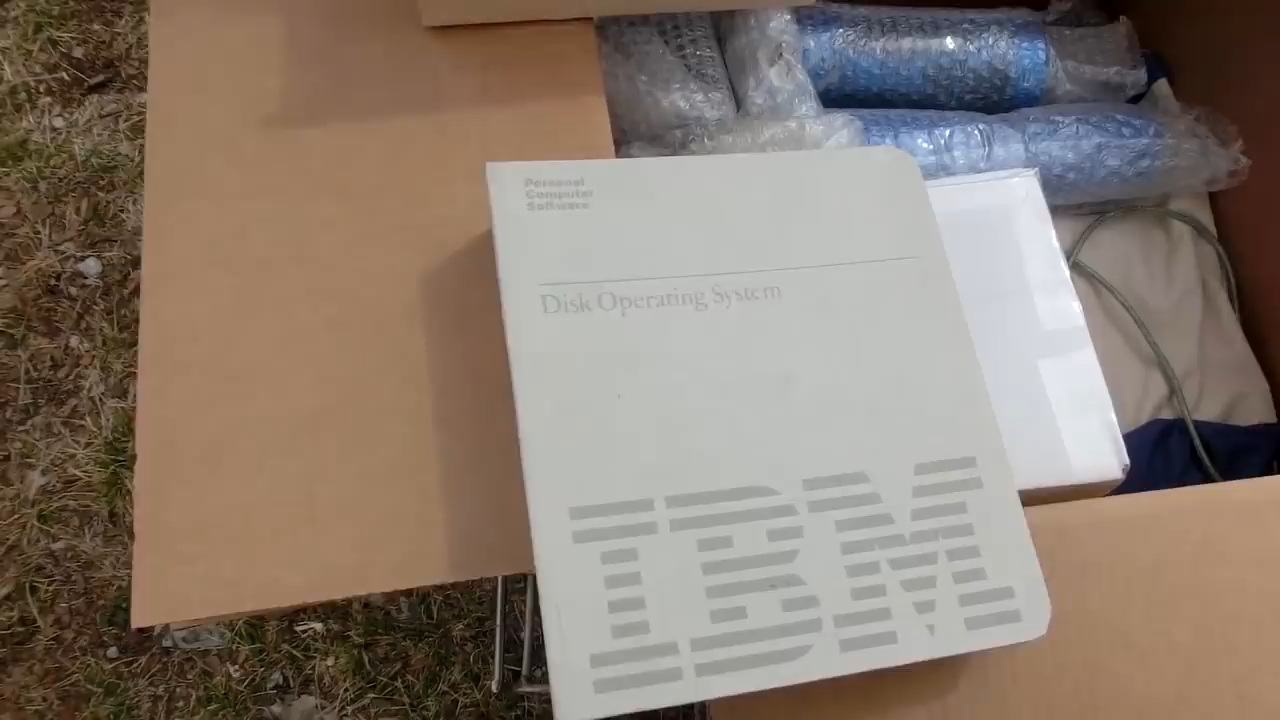 Personal
Computer
Software
Disk Operating System
IBM